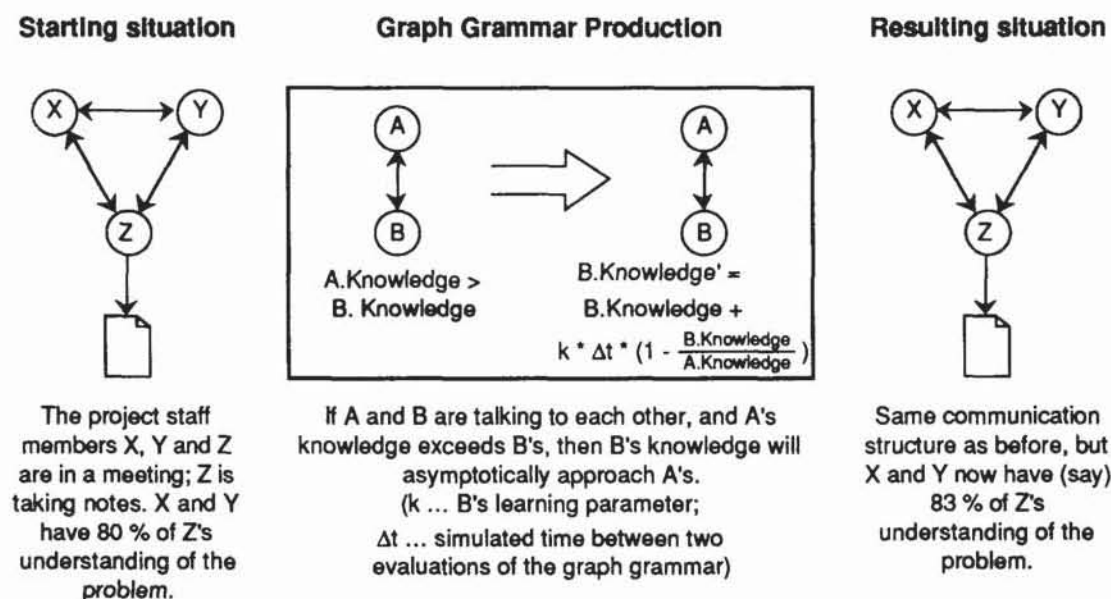 Starting situation
X
Y
Z
The project staff
members X, Y and Z
are in a meeting; Z is
taking notes. X and Y
have 80 % of Z's
understanding of the
problem.
Graph Grammar Production
A
B
A.Knowledge >
B. Knowledge
A
B
B.Knowledge' =
B.Knowledge +
k * Δt * (1 - B.Knowledge / A.Knowledge )
If A and B are talking to each other, and A's
knowledge exceeds B's, then B's knowledge will
asymptotically approach A's.
(k ... B's learning parameter;
Δt ... simulated time between two
evaluations of the graph grammar)
Resulting situation
X
Y
Z
Same communication
structure as before, but
X and Y now have (say)
83 % of Z's
understanding of the
problem.